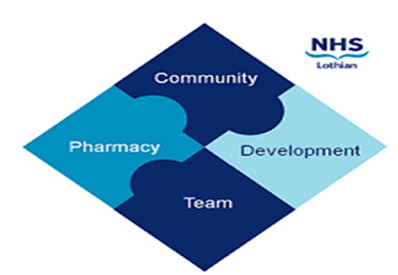 NHS
Lothian
Community
Pharmacy
Development
Team